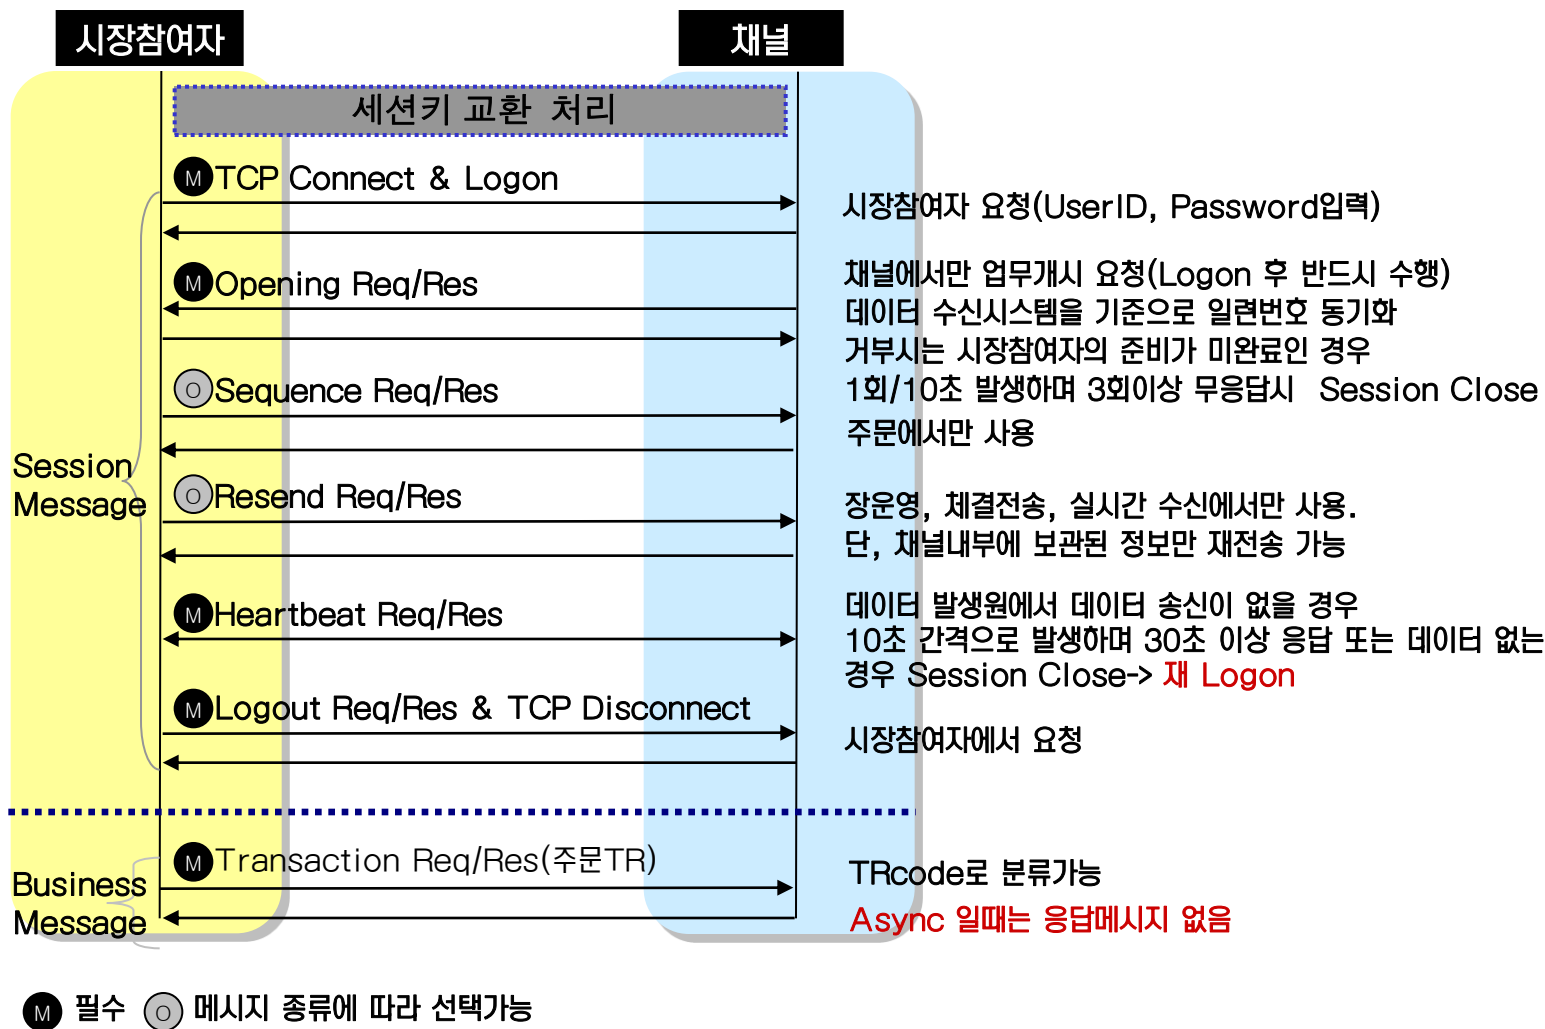 시장참여자
채널
세션키 교환 처리
M TCP Connect & Logon
시장참여자 요청(UserID, Password입력)
M Opening Req/Res
채널에서만 업무개시 요청(Logon 후 반드시 수행)
데이터 수신시스템을 기준으로 일련번호 동기화
거부시는 시장참여자의 준비가 미완료인 경우
O Sequence Req/Res
1회/10초 발생하며 3회이상 무응답시 Session Close
주문에서만 사용
Session
Message
O Resend Req/Res
장운영, 체결전송, 실시간 수신에서만 사용.
단, 채널내부에 보관된 정보만 재전송 가능
M Heartbeat Req/Res
데이터 발생원에서 데이터 송신이 없을 경우
10초 간격으로 발생하며 30초 이상 응답 또는 데이터 없는
경우 Session Close-> 재 Logon
M Logout Req/Res & TCP Disconnect
시장참여자에서 요청
M Transaction Req/Res(주문TR)
Business
Message
TRcode로 분류가능
Async 일때는 응답메시지 없음
M 필수 O 메시지 종류에 따라 선택가능